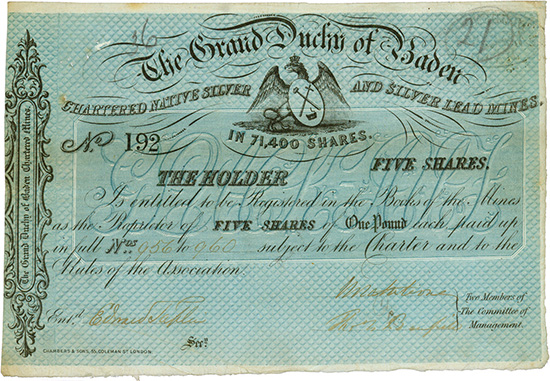 16
21
The Grand Duchy of Baden
CHARTERED NATIVE SILVER AND SILVER LEAD MINES.
IN 71,400 SHARES.
No 192
FIVE SHARES.
THE HOLDER
Is entitled to be Registered in the Books of the Mines
as the Proprietor of FIVE SHARES of One Pound each, paid up
in full Nos. 956 to 960 subject to the Charter and to the
Rules of the Association.
Entd. Edward
Secy.
Two Members of
The Committee of
Management.
CHAMBERS & SONS, 55, COLEMAN ST LONDON.
The Grand Duchy of Baden Chartered Mines